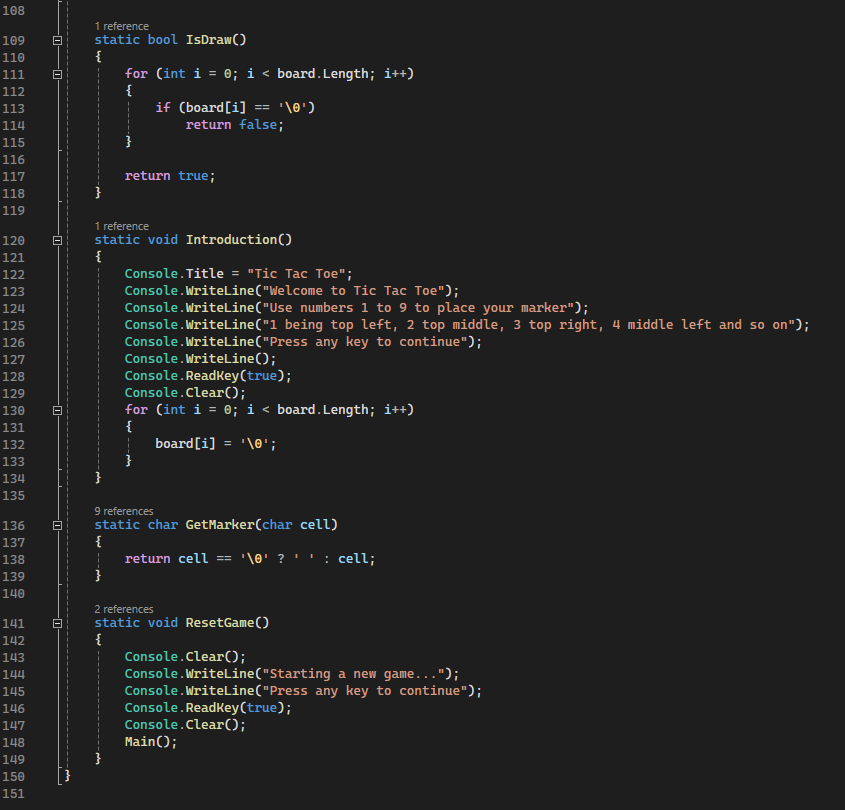 108
1 reference
109 static bool IsDraw()
110 {
111 for (int i = 0; i < board.Length; i++)
112 {
113 if (board[i] == '\0')
114 return false;
115 }
116
117 return true;
118 }
119
1 reference
120 static void Introduction()
121 {
122 Console.Title = "Tic Tac Toe";
123 Console.WriteLine("Welcome to Tic Tac Toe");
124 Console.WriteLine("Use numbers 1 to 9 to place your marker");
125 Console.WriteLine("1 being top left, 2 top middle, 3 top right, 4 middle left and so on");
126 Console.WriteLine("Press any key to continue");
127 Console.WriteLine();
128 Console.ReadKey(true);
129 Console.Clear();
130 for (int i = 0; i < board.Length; i++)
131 {
132 board[i] = '\0';
133 }
134 }
135
9 references
136 static char GetMarker(char cell)
137 {
138 return cell == '\0' ? ' ' : cell;
139 }
140
2 references
141 static void ResetGame()
142 {
143 Console.Clear();
144 Console.WriteLine("Starting a new game...");
145 Console.WriteLine("Press any key to continue");
146 Console.ReadKey(true);
147 Console.Clear();
148 Main();
149 }
150 }
151